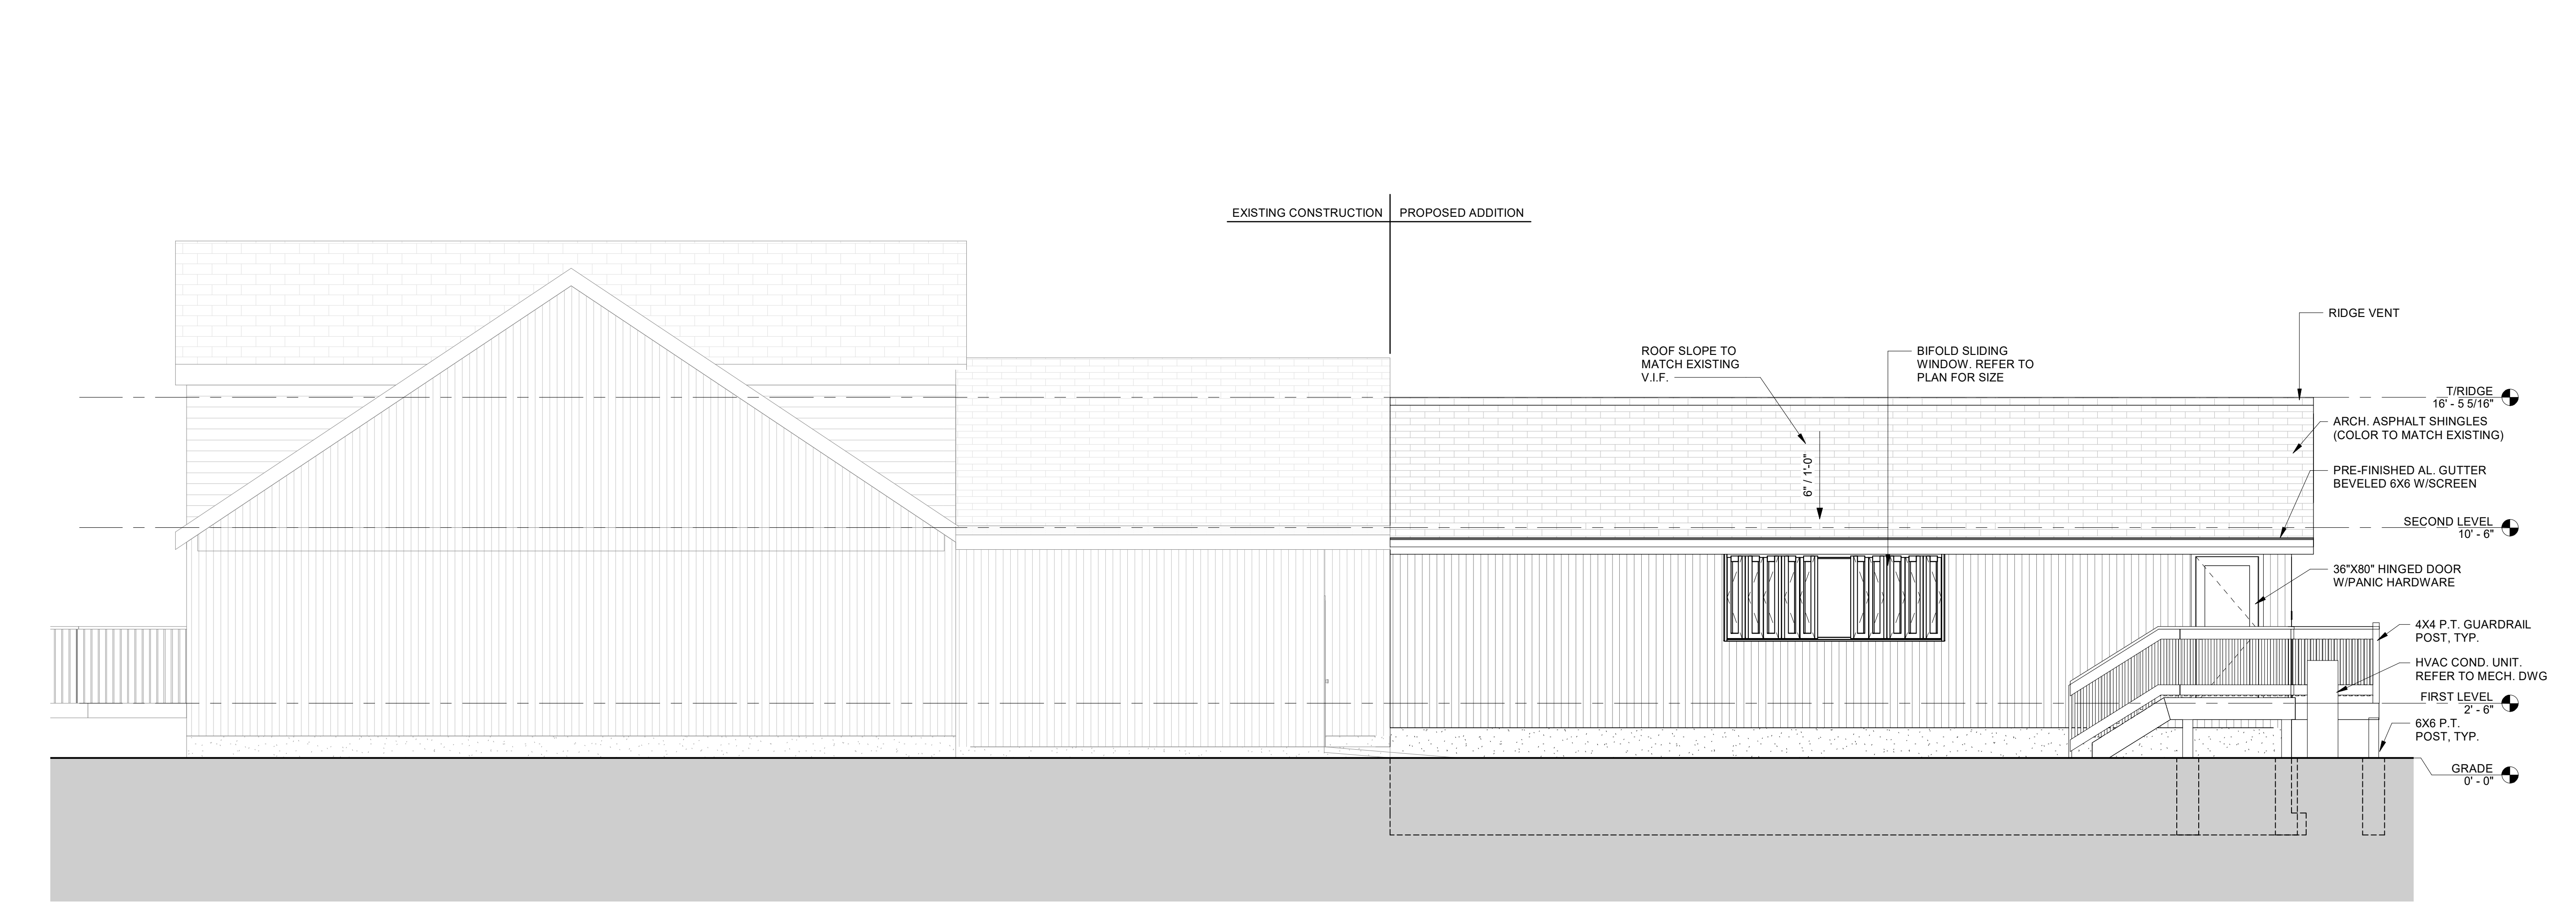 EXISTING CONSTRUCTION
PROPOSED ADDITION
RIDGE VENT
ROOF SLOPE TO
MATCH EXISTING
V.I.F.
BIFOLD SLIDING
WINDOW. REFER TO
PLAN FOR SIZE
T/RIDGE
16' - 5 5/16"
ARCH. ASPHALT SHINGLES
(COLOR TO MATCH EXISTING)
6" / 1'-0"
PRE-FINISHED AL. GUTTER
BEVELED 6X6 W/SCREEN
SECOND LEVEL
10' - 6"
36"X80" HINGED DOOR
W/PANIC HARDWARE
4X4 P.T. GUARDRAIL
POST, TYP.
HVAC COND. UNIT.
REFER TO MECH. DWG
FIRST LEVEL
2' - 6"
6X6 P.T.
POST, TYP.
GRADE
0' - 0"